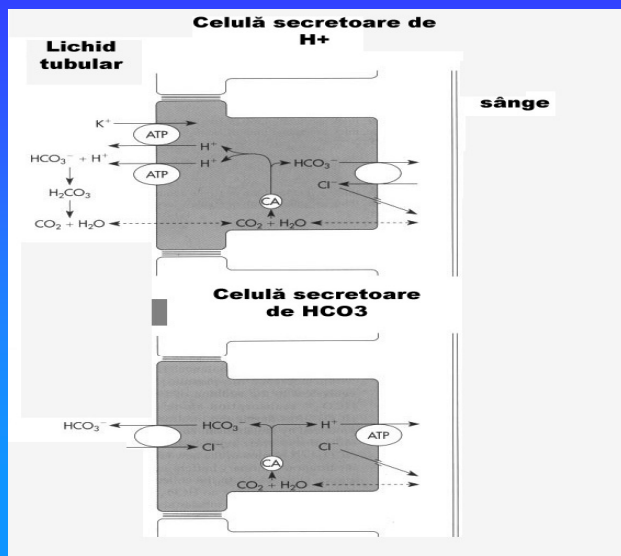 Celulă secretoare de
H+
Lichid
tubular
sânge
K⁺
ATP
H⁺
HCO₃⁻ + H⁺
H⁺
HCO₃⁻
ATP
Cl⁻
H₂CO₃
CA
CO₂ + H₂O
CO₂ + H₂O
Celulă secretoare
de HCO3
HCO₃⁻
HCO₃⁻
H⁺
ATP
Cl⁻
Cl⁻
CA
CO₂ + H₂O